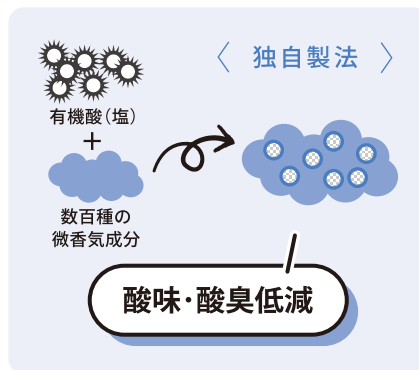 〈 独自製法 〉
有機酸(塩)
+
数百種の
微香気成分
酸味・酸臭低減